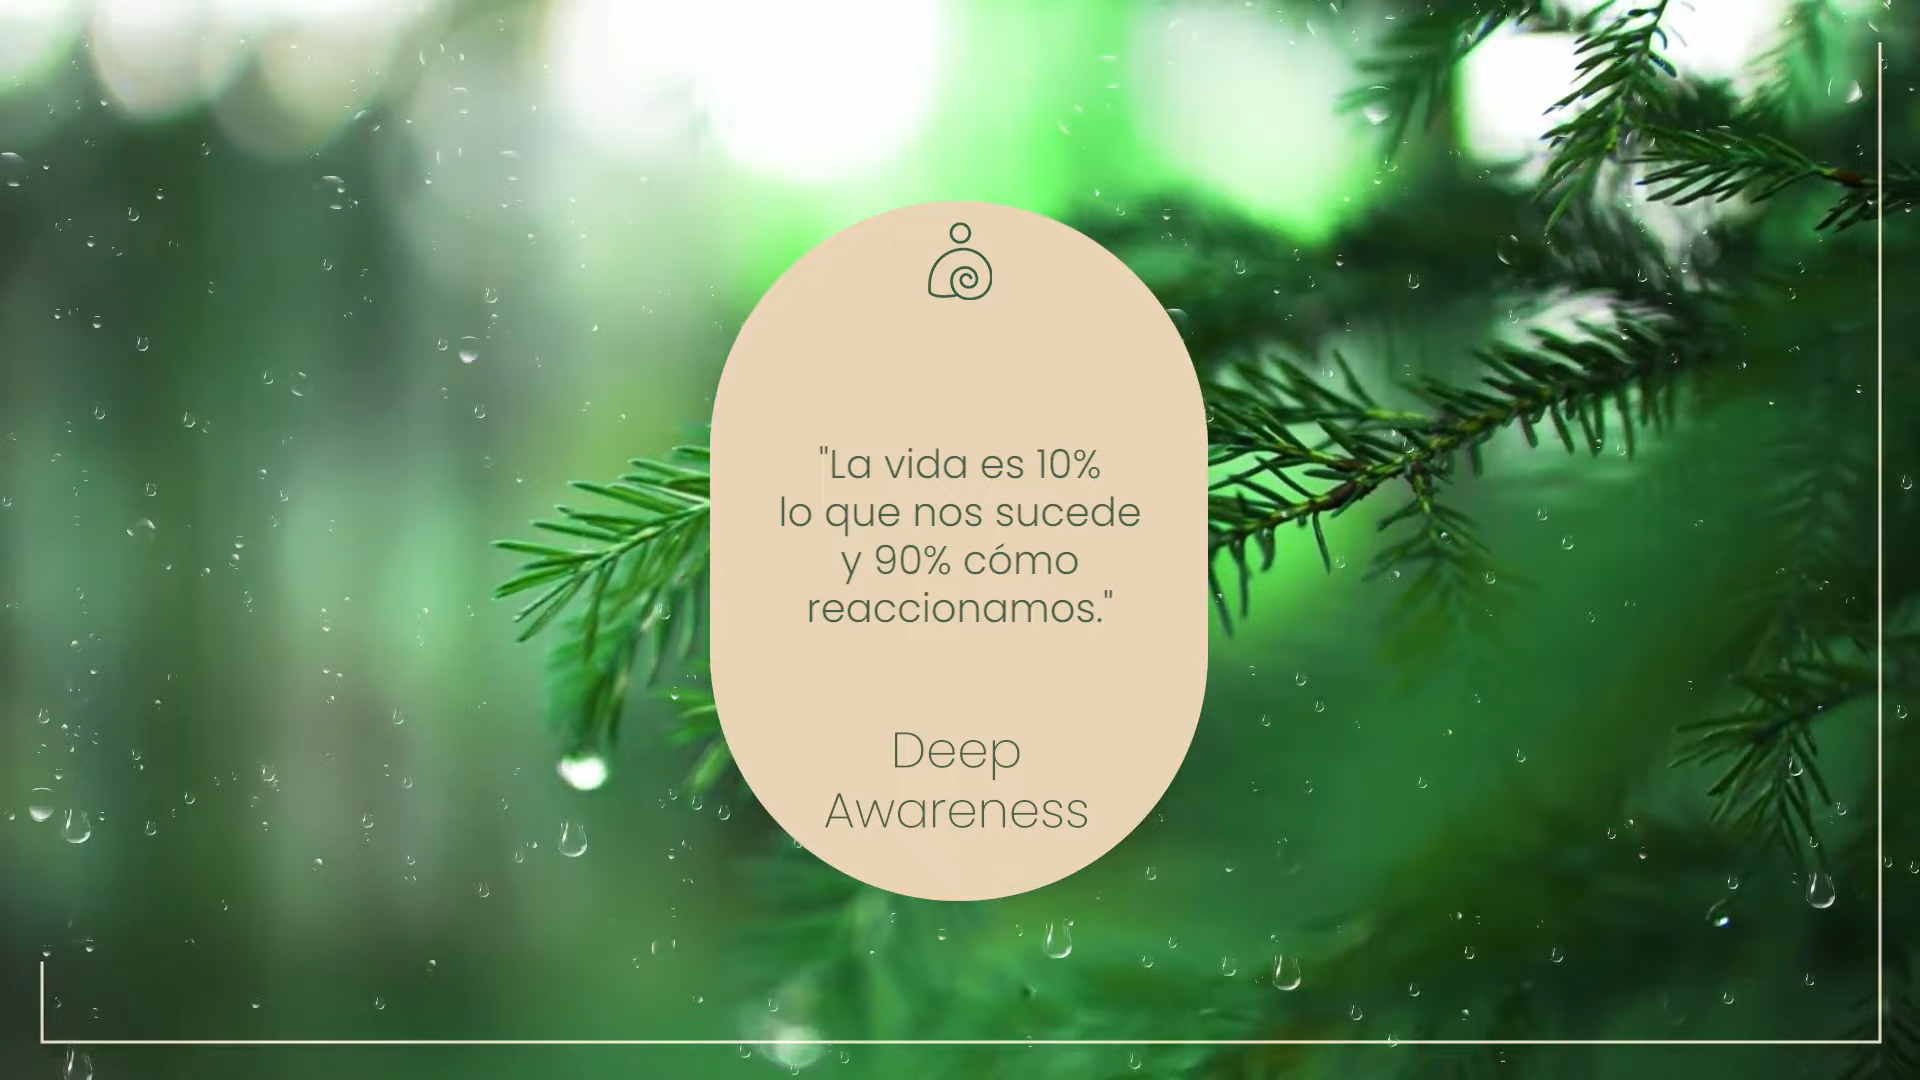 "La vida es 10%
lo que nos sucede
y 90% cómo
reaccionamos."
Deep
Awareness